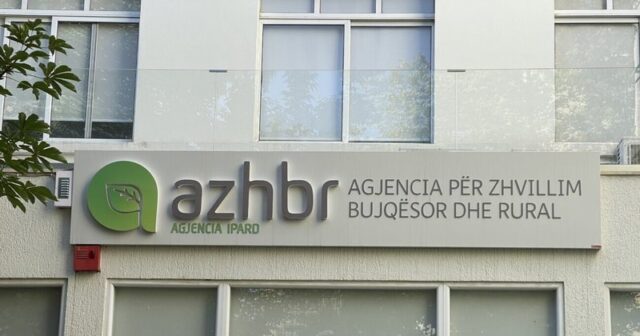 azhbr
AGJENCIA IPARD
AGJENCIA PËR ZHVILLIM
BUJQËSOR DHE RURAL